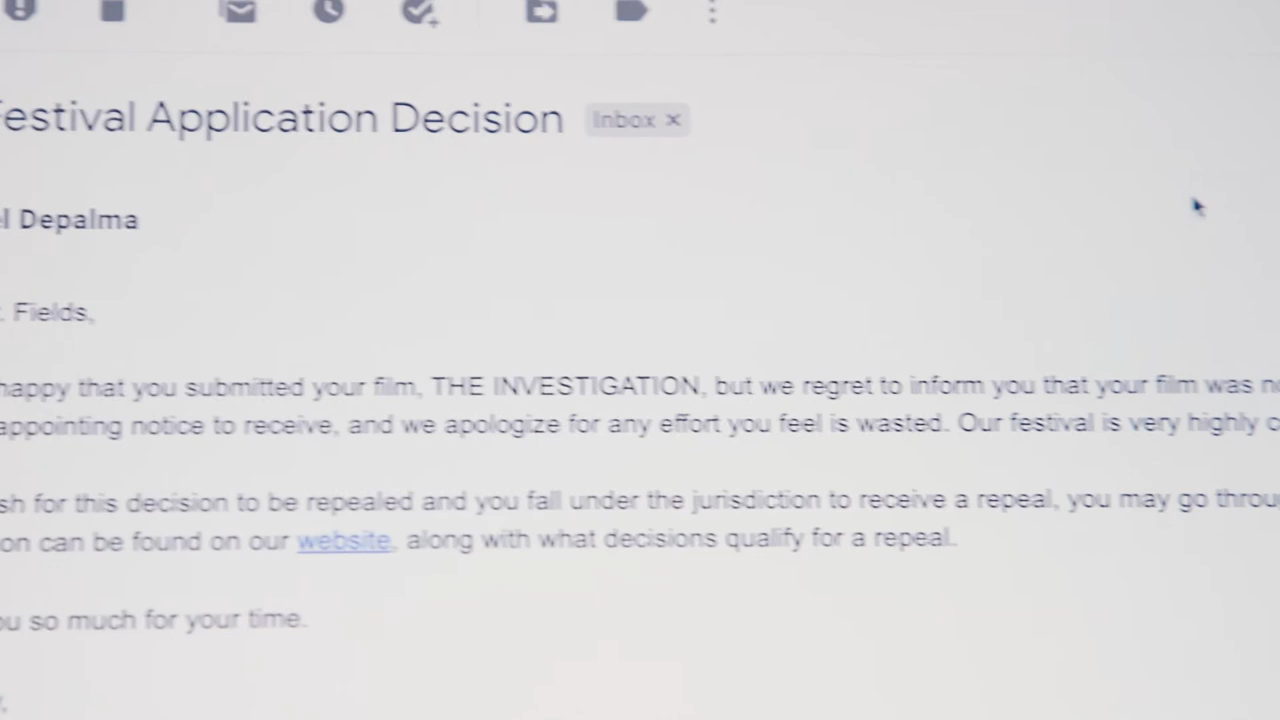 Festival Application Decision Inbox ×
el Depalma
. Fields,
happy that you submitted your film, THE INVESTIGATION, but we regret to inform you that your film was
appointing notice to receive, and we apologize for any effort you feel is wasted. Our festival is very highly
sh for this decision to be repealed and you fall under the jurisdiction to receive a repeal, you may go throu
on can be found on our website, along with what decisions qualify for a repeal.
ou so much for your time.